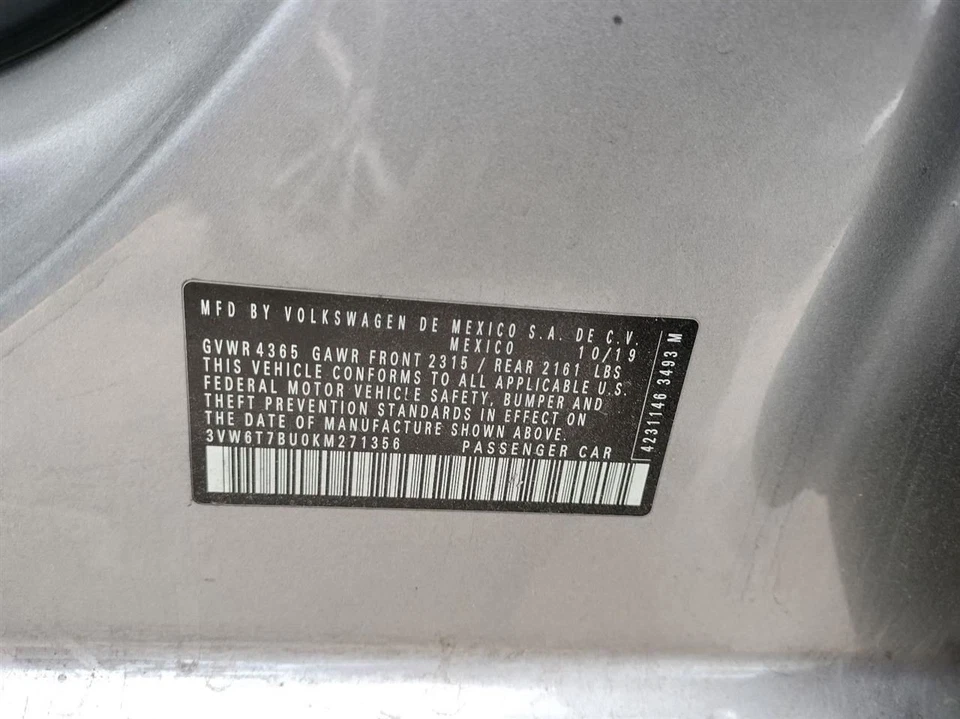 MFD BY VOLKSWAGEN DE MEXICO S.A. DE C.V.
MEXICO 10/19
GVWR 4365 GAWR FRONT 2315 / REAR 2161 LBS
THIS VEHICLE CONFORMS TO ALL APPLICABLE U.S.
FEDERAL MOTOR VEHICLE SAFETY, BUMPER AND
THEFT PREVENTION STANDARDS IN EFFECT ON
THE DATE OF MANUFACTURE SHOWN ABOVE.
3VW6T7BU0KM271356 PASSENGER CAR
4231146 3493 M